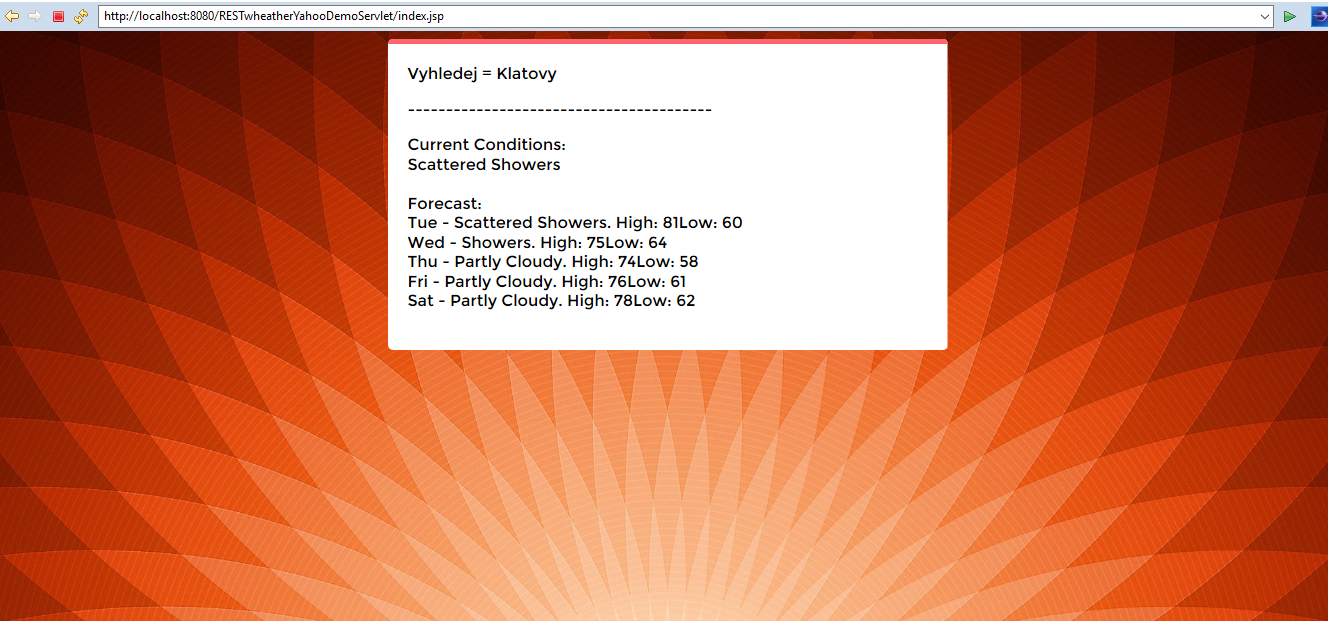 http://localhost:8080/RESTwheatherYahooDemoServlet/index.jsp
Vyhledej = Klatovy
----------------------------------------
Current Conditions:
Scattered Showers
Forecast:
Tue - Scattered Showers. High: 81Low: 60
Wed - Showers. High: 75Low: 64
Thu - Partly Cloudy. High: 74Low: 58
Fri - Partly Cloudy. High: 76Low: 61
Sat - Partly Cloudy. High: 78Low: 62